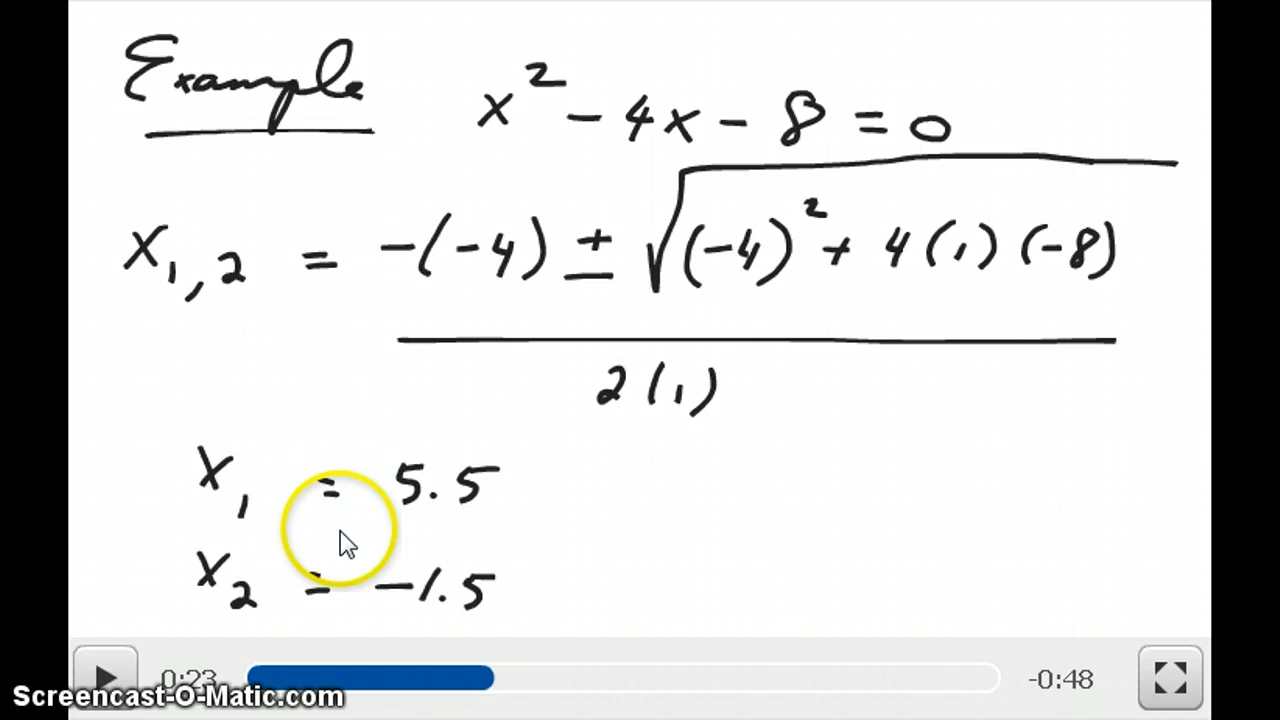 Example
x² - 4x - 8 = 0
X₁,₂ = -(-4) ± √(-4)² + 4(1)(-8)
2(1)
X₁ = 5.5
X₂ = -1.5
0:23 -0:48
Screencast-O-Matic.com